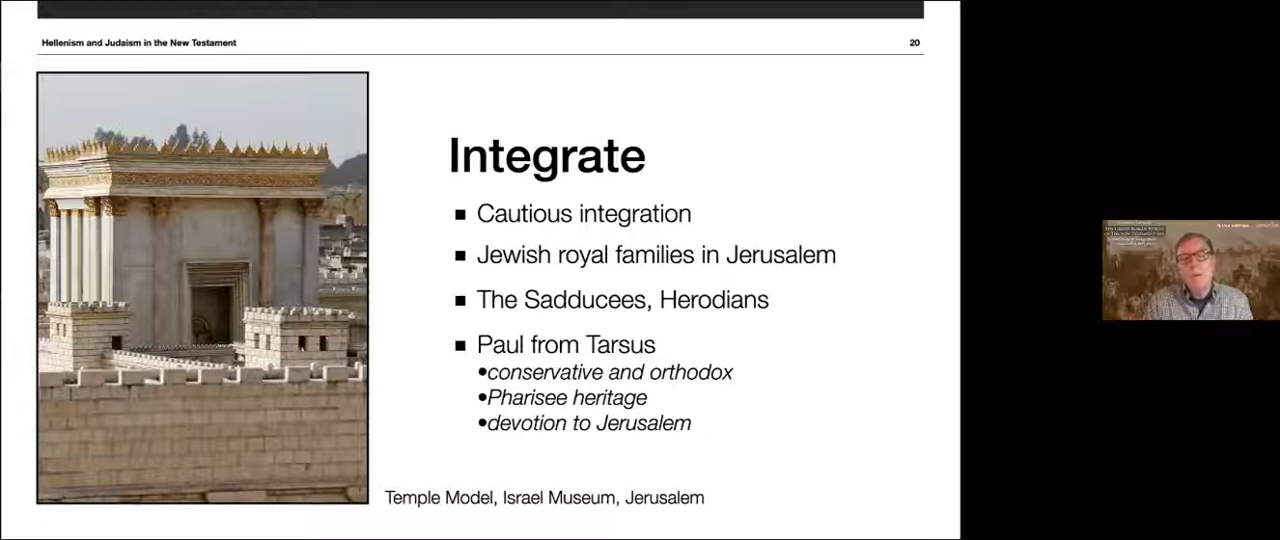 Hellenism and Judaism in the New Testament
20
Integrate
▪ Cautious integration
▪ Jewish royal families in Jerusalem
▪ The Sadducees, Herodians
▪ Paul from Tarsus
•conservative and orthodox
•Pharisee heritage
•devotion to Jerusalem
Temple Model, Israel Museum, Jerusalem